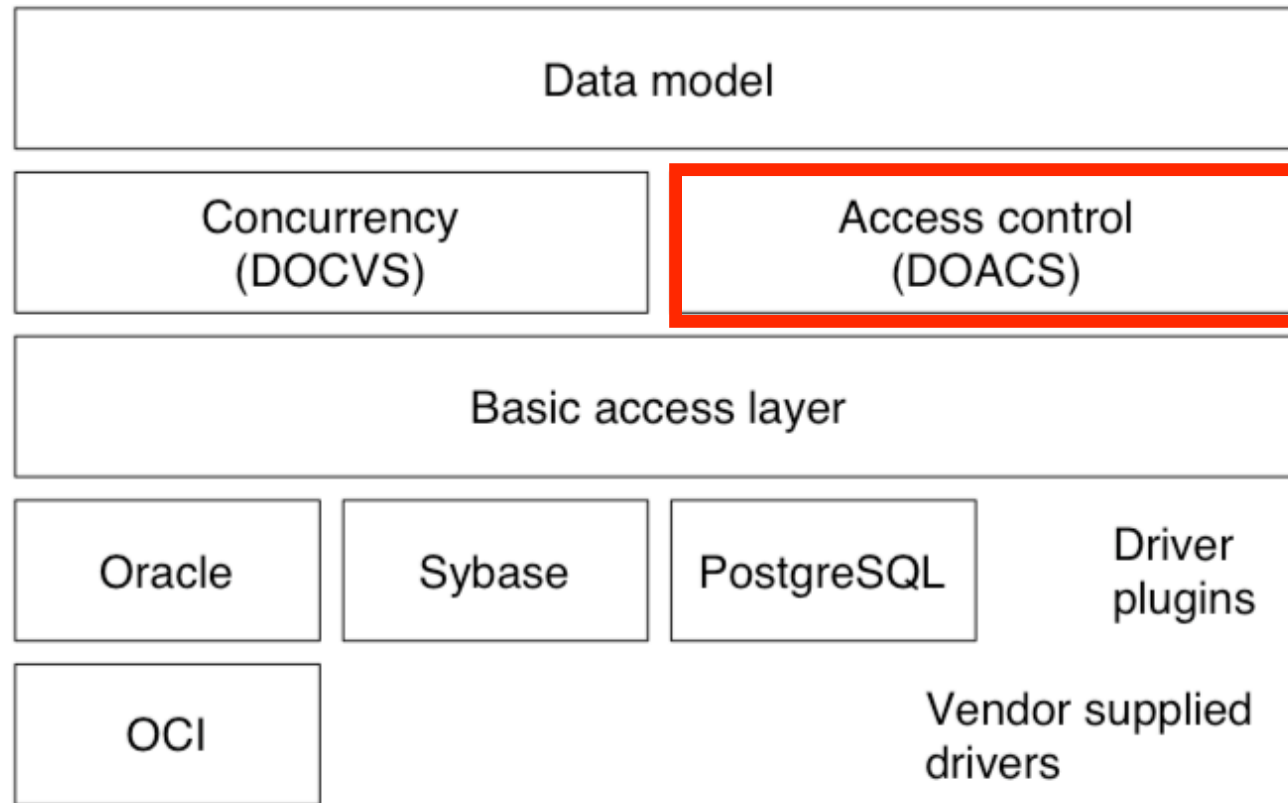 Data model
Concurrency
(DOCVS)
Access control
(DOACS)
Basic access layer
Oracle
Sybase
PostgreSQL
Driver
plugins
OCI
Vendor supplied
drivers